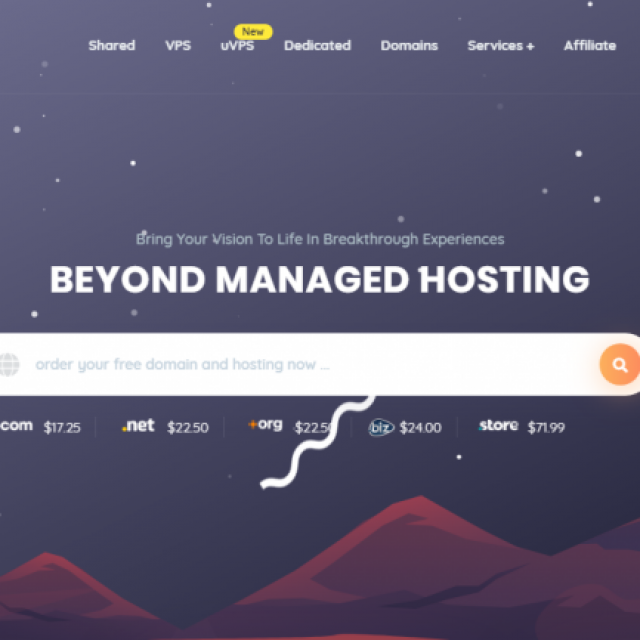 New
Shared VPS uVPS Dedicated Domains Services + Affiliate
Bring Your Vision To Life In Breakthrough Experiences
BEYOND MANAGED HOSTING
order your free domain and hosting now ...
com $17.25 .net $22.50 org $22.50 biz $24.00 store $71.99